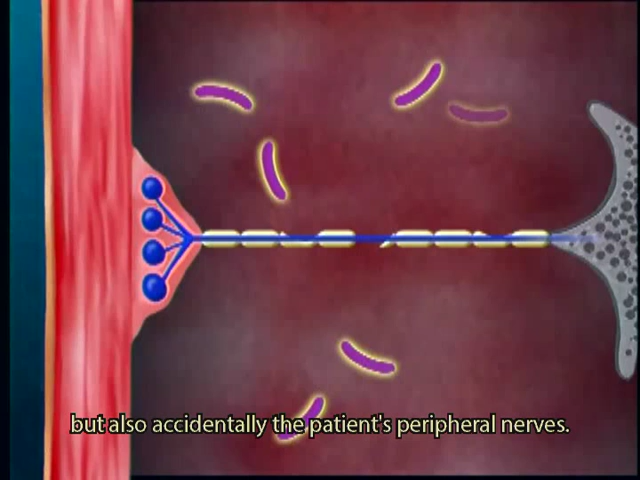 but also accidentally the patient's peripheral nerves.